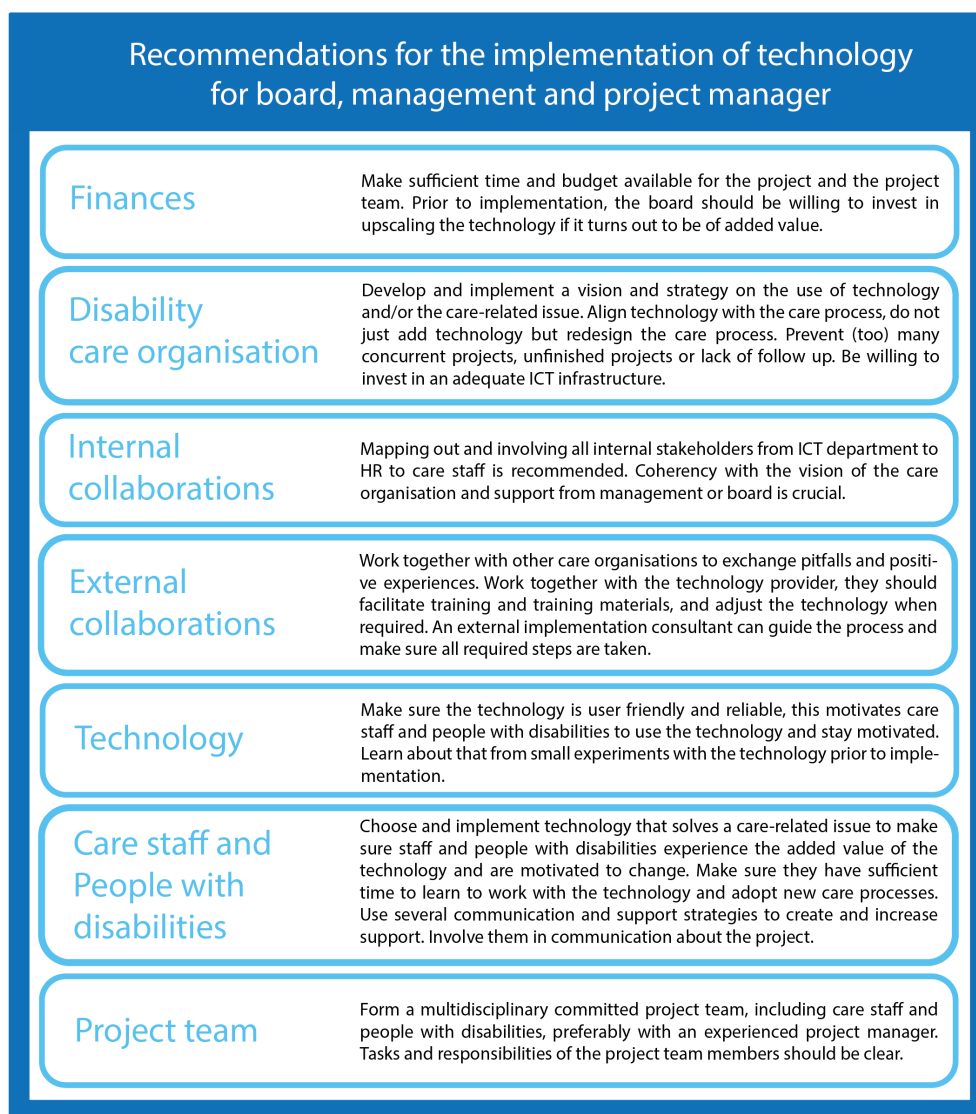 Recommendations for the implementation of technology
for board, management and project manager
Finances
Make sufficient time and budget available for the project and the project
team. Prior to implementation, the board should be willing to invest in
upscaling the technology if it turns out to be of added value.
Disability
care organisation
Develop and implement a vision and strategy on the use of technology
and/or the care-related issue. Align technology with the care process, do not
just add technology but redesign the care process. Prevent (too) many
concurrent projects, unfinished projects or lack of follow up. Be willing to
invest in an adequate ICT infrastructure.
Internal
collaborations
Mapping out and involving all internal stakeholders from ICT department to
HR to care staff is recommended. Coherency with the vision of the care
organisation and support from management or board is crucial.
External
collaborations
Work together with other care organisations to exchange pitfalls and positi-
ve experiences. Work together with the technology provider, they should
facilitate training and training materials, and adjust the technology when
required. An external implementation consultant can guide the process and
make sure all required steps are taken.
Technology
Make sure the technology is user friendly and reliable, this motivates care
staff and people with disabilities to use the technology and stay motivated.
Learn about that from small experiments with the technology prior to imple-
mentation.
Care staff and
People with
disabilities
Choose and implement technology that solves a care-related issue to make
sure staff and people with disabilities experience the added value of the
technology and are motivated to change. Make sure they have sufficient
time to learn to work with the technology and adopt new care processes.
Use several communication and support strategies to create and increase
support. Involve them in communication about the project.
Project team
Form a multidisciplinary committed project team, including care staff and
people with disabilities, preferably with an experienced project manager.
Tasks and responsibilities of the project team members should be clear.